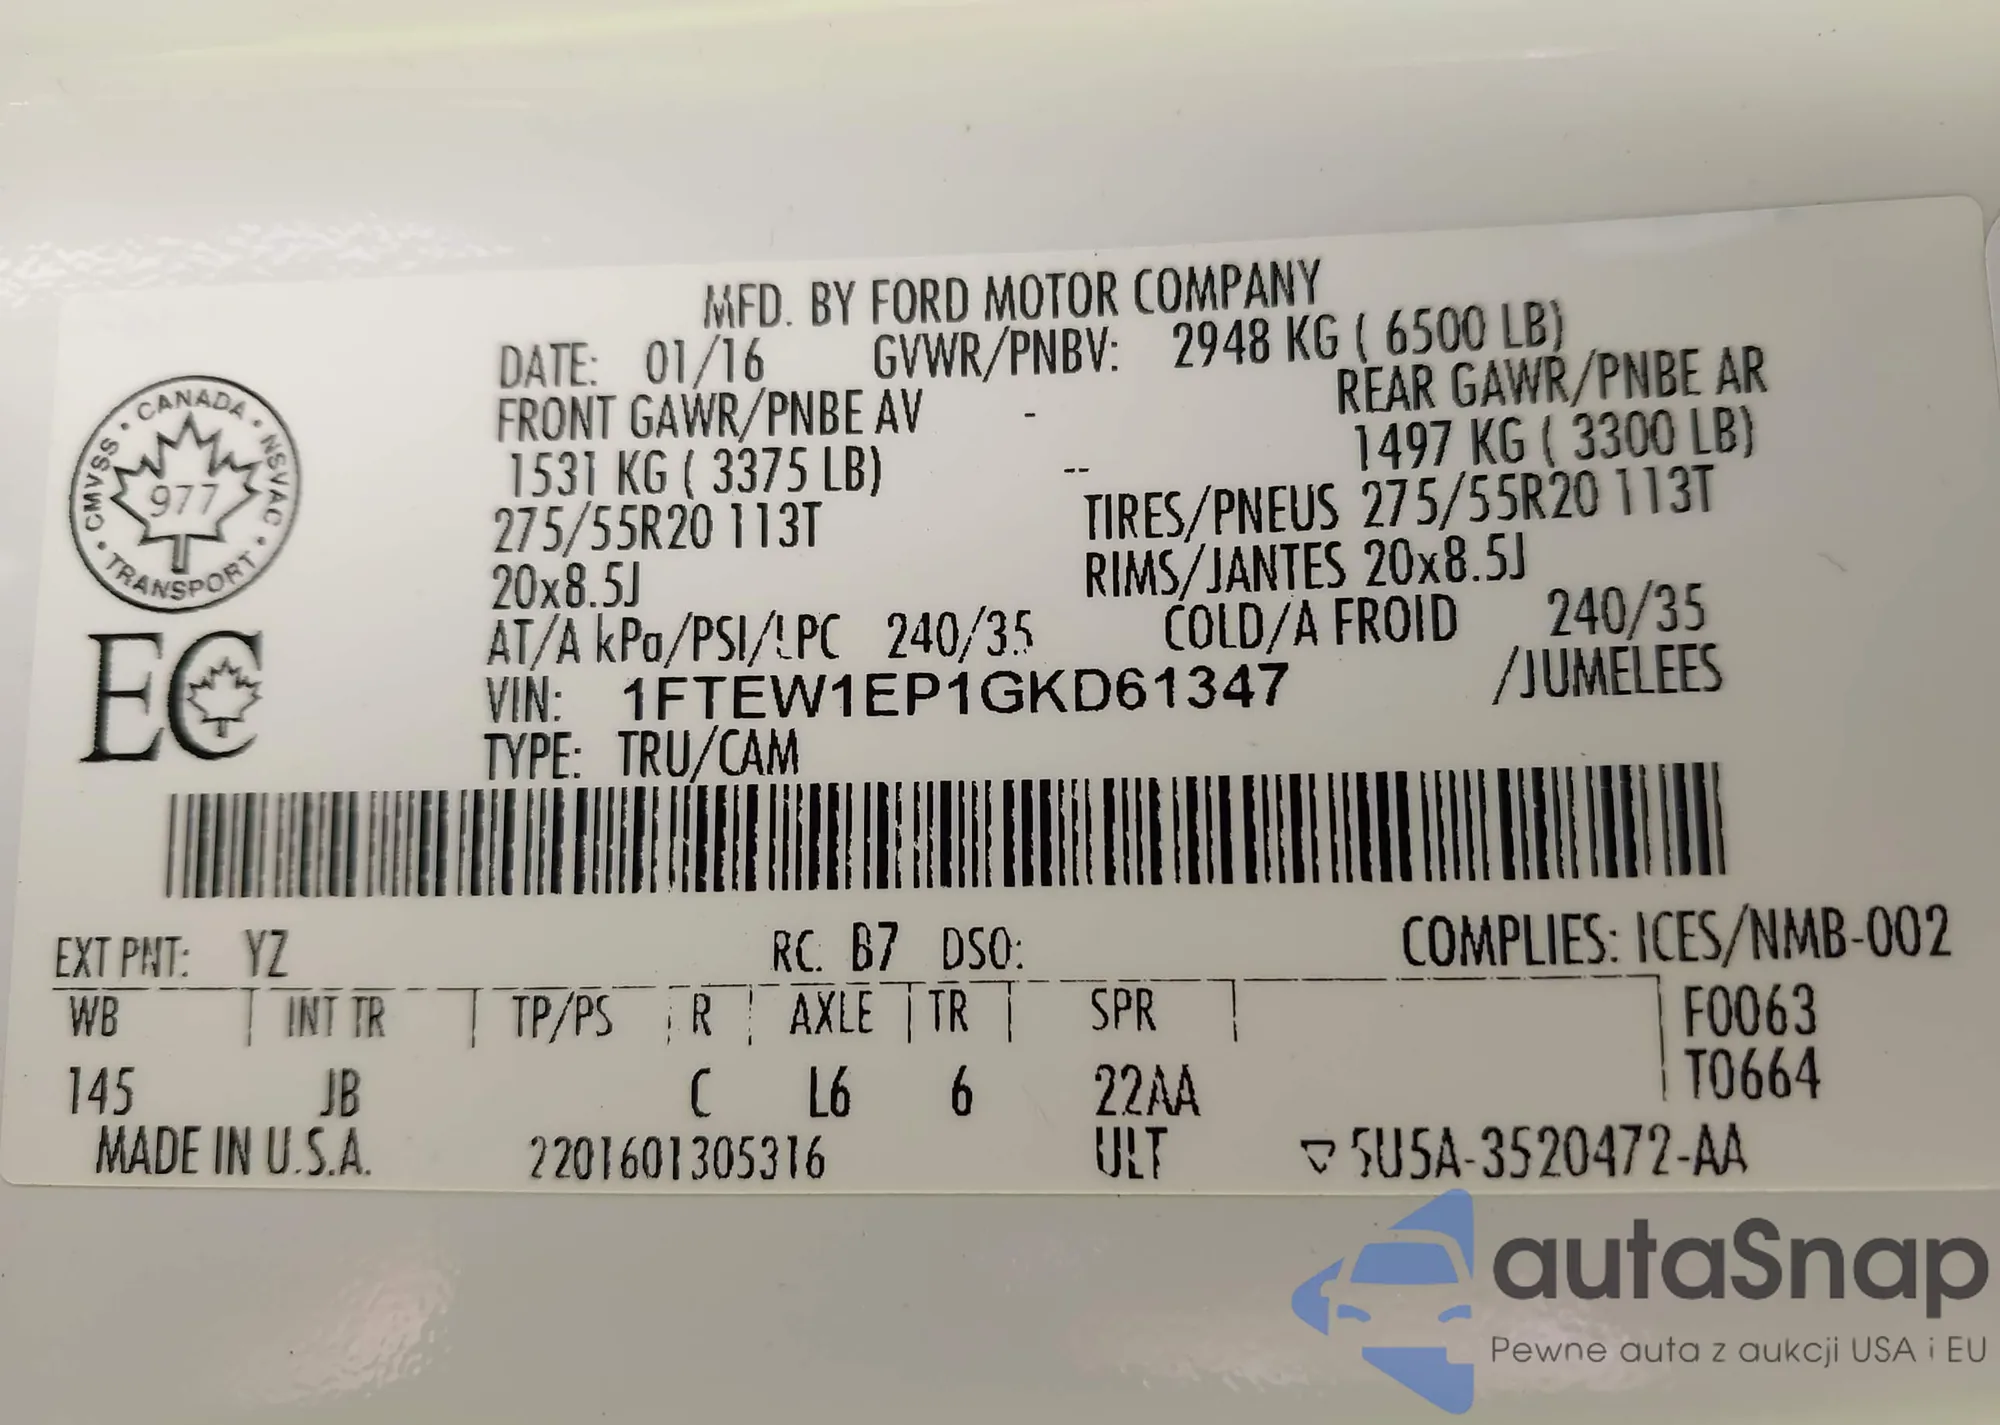 MFD. BY FORD MOTOR COMPANY
DATE: 01/16 GVWR/PNBV: 2948 KG ( 6500 LB)
FRONT GAWR/PNBE AV - REAR GAWR/PNBE AR
1531 KG ( 3375 LB) -- 1497 KG ( 3300 LB)
275/55R20 113T TIRES/PNEUS 275/55R20 113T
20x8.5J RIMS/JANTES 20x8.5J
AT/A kPa/PSI/LPC 240/35 COLD/A FROID 240/35
VIN: 1FTEW1EP1GKD61347 /JUMELEES
TYPE: TRU/CAM
CANADA · NSVAC · TRANSPORT · CMVSS ·
977
EC
EXT PNT: YZ RC: B7 DSO: COMPLIES: ICES/NMB-002
WB INT TR TP/PS R AXLE TR SPR F0063
T0664
145 JB C L6 6 22AA
MADE IN U.S.A. 2201601305316 ULT 5U5A-3520472-AA
autaSnap
Pewne auta z aukcji USA i EU